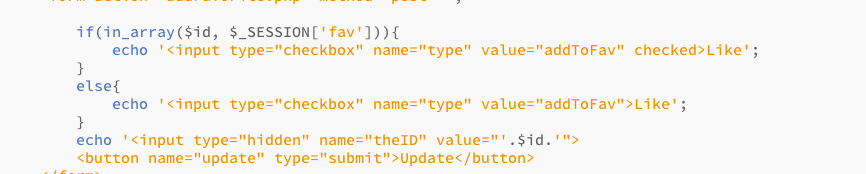 if(in_array($id, $_SESSION['fav'])){
echo '<input type="checkbox" name="type" value="addToFav" checked>Like';
}
else{
echo '<input type="checkbox" name="type" value="addToFav">Like';
}
echo '<input type="hidden" name="theID" value="'.$id.'">
<button name="update" type="submit">Update</button>
</form>